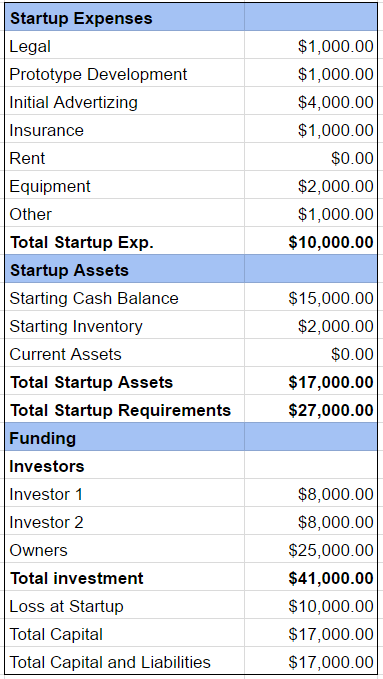 Startup Expenses
Legal $1,000.00
Prototype Development $1,000.00
Initial Advertizing $4,000.00
Insurance $1,000.00
Rent $0.00
Equipment $2,000.00
Other $1,000.00
Total Startup Exp. $10,000.00
Startup Assets
Starting Cash Balance $15,000.00
Starting Inventory $2,000.00
Current Assets $0.00
Total Startup Assets $17,000.00
Total Startup Requirements $27,000.00
Funding
Investors
Investor 1 $8,000.00
Investor 2 $8,000.00
Owners $25,000.00
Total investment $41,000.00
Loss at Startup $10,000.00
Total Capital $17,000.00
Total Capital and Liabilities $17,000.00